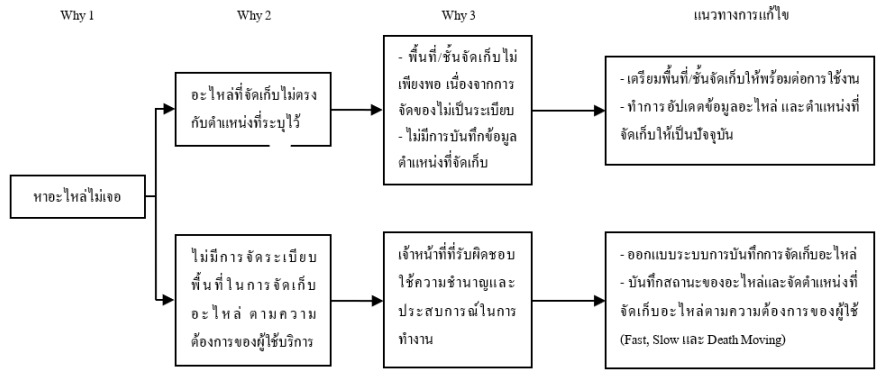 Why 1
Why 2
Why 3
แนวทางการแก้ไข
หาอะไหล่ไม่เจอ
อะไหล่ที่จัดเก็บไม่ตรง
กับตำแหน่งที่ระบุไว้
- พื้นที่/ชั้นจัดเก็บไม่
เพียงพอ เนื่องจากการ
จัดของไม่เป็นระเบียบ
- ไม่มีการบันทึกข้อมูล
ตำแหน่งที่จัดเก็บ
- เตรียมพื้นที่/ชั้นจัดเก็บให้พร้อมต่อการใช้งาน
- ทำการอัปเดตข้อมูลอะไหล่ และตำแหน่งที่
จัดเก็บให้เป็นปัจจุบัน
ไม่มีการจัดระเบียบ
พื้นที่ในการจัดเก็บ
อะไหล่ ตามความ
ต้องการของผู้ใช้บริการ
เจ้าหน้าที่ที่รับผิดชอบ
ใช้ความชำนาญและ
ประสบการณ์ในการ
ทำงาน
- ออกแบบระบบการบันทึกการจัดเก็บอะไหล่
- บันทึกสถานะของอะไหล่และจัดตำแหน่งที่
จัดเก็บอะไหล่ตามความต้องการของผู้ใช้
(Fast, Slow และ Death Moving)